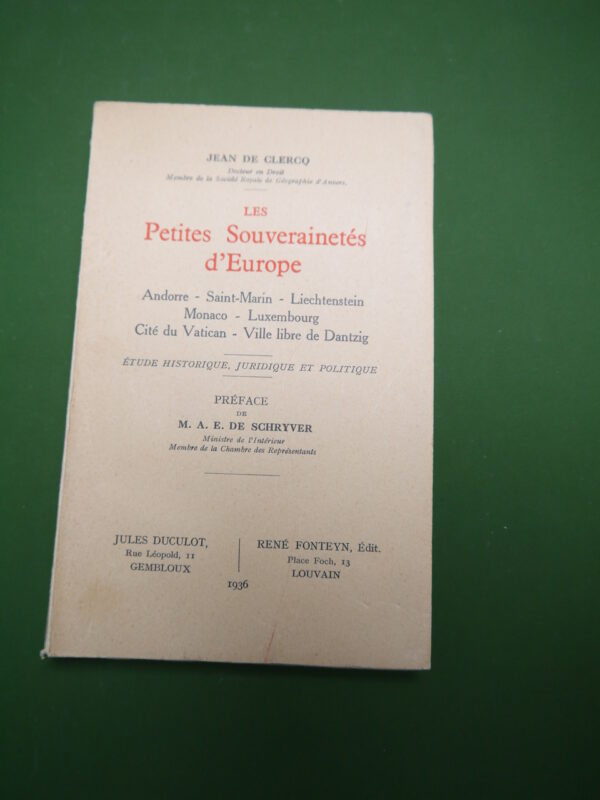 JEAN DE CLERCQ
Docteur en Droit
Membre de la Société Royale de Géographie d'Anvers.
LES
Petites Souverainetés
d'Europe
Andorre - Saint-Marin - Liechtenstein
Monaco - Luxembourg
Cité du Vatican - Ville libre de Dantzig
ÉTUDE HISTORIQUE, JURIDIQUE ET POLITIQUE
PRÉFACE
DE
M. A. E. DE SCHRYVER
Ministre de l'Intérieur
Membre de la Chambre des Représentants
JULES DUCULOT,
Rue Léopold, 11
GEMBLOUX
RENÉ FONTEYN, Édit.
Place Foch, 13
LOUVAIN
1936